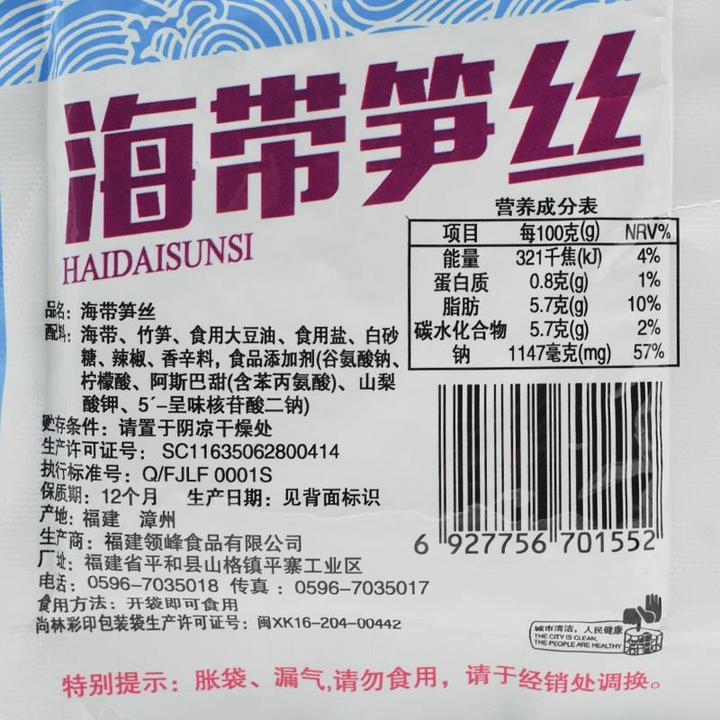 海带笋丝
HAIDAISUNSI
营养成分表
项目 每100克(g) NRV%
能量 321千焦(kJ) 4%
蛋白质 0.8克(g) 1%
脂肪 5.7克(g) 10%
碳水化合物 5.7克(g) 2%
钠 1147毫克(mg) 57%
品名：海带笋丝
配料：海带、竹笋、食用大豆油、食用盐、白砂
糖、辣椒、香辛料，食品添加剂(谷氨酸钠、
柠檬酸、阿斯巴甜(含苯丙氨酸)、山梨
酸钾、5´-呈味核苷酸二钠)
贮存条件：请置于阴凉干燥处
生产许可证号：SC11635062800414
执行标准号：Q/FJLF 0001S
保质期：12个月 生产日期：见背面标识
产地：福建 漳州
生产商：福建领峰食品有限公司
厂址：福建省平和县山格镇平寨工业区
电话：0596-7035018 传真：0596-7035017
食用方法：开袋即可食用
尚林彩印包装袋生产许可证号：闽XK16-204-00442
6 927756 701552
城市清洁，人民健康
THE CITY IS CLEAN,
THE PEOPLE ARE HEALTHY
特别提示：胀袋、漏气,请勿食用，请于经销处调换。